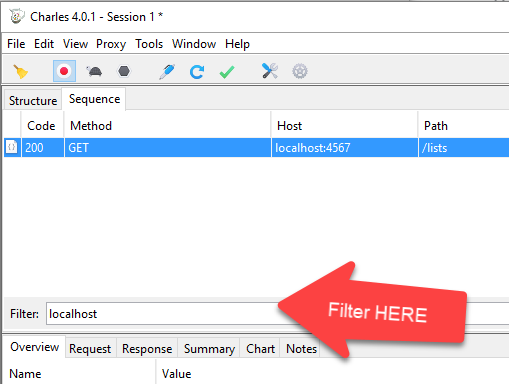 Charles 4.0.1 - Session 1 *
File Edit View Proxy Tools Window Help
Structure Sequence
Code Method Host Path
200 GET localhost:4567 /lists
Filter: localhost
Filter HERE
Overview Request Response Summary Chart Notes
Name Value